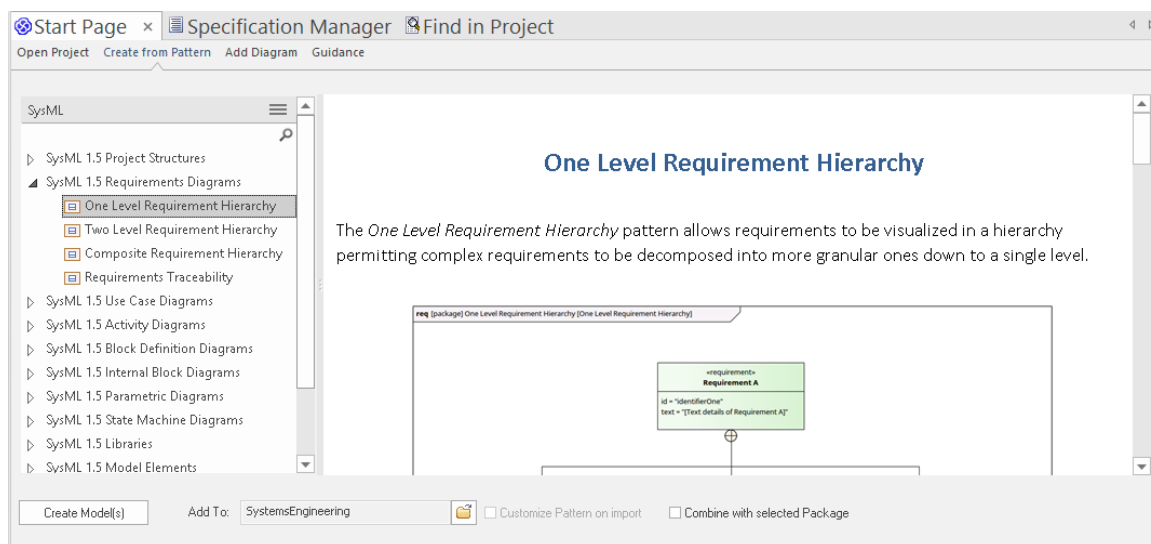 Start Page × Specification Manager Find in Project
Open Project Create from Pattern Add Diagram Guidance
SysML
SysML 1.5 Project Structures
SysML 1.5 Requirements Diagrams
One Level Requirement Hierarchy
Two Level Requirement Hierarchy
Composite Requirement Hierarchy
Requirements Traceability
SysML 1.5 Use Case Diagrams
SysML 1.5 Activity Diagrams
SysML 1.5 Block Definition Diagrams
SysML 1.5 Internal Block Diagrams
SysML 1.5 Parametric Diagrams
SysML 1.5 State Machine Diagrams
SysML 1.5 Libraries
SysML 1.5 Model Elements
One Level Requirement Hierarchy
The One Level Requirement Hierarchy pattern allows requirements to be visualized in a hierarchy
permitting complex requirements to be decomposed into more granular ones down to a single level.
req [package] One Level Requirement Hierarchy [One Level Requirement Hierarchy]
«requirement»
Requirement A
id = "identifierOne"
text = "[Text details of Requirement A]"
Create Model(s) Add To: SystemsEngineering Customize Pattern on import Combine with selected Package